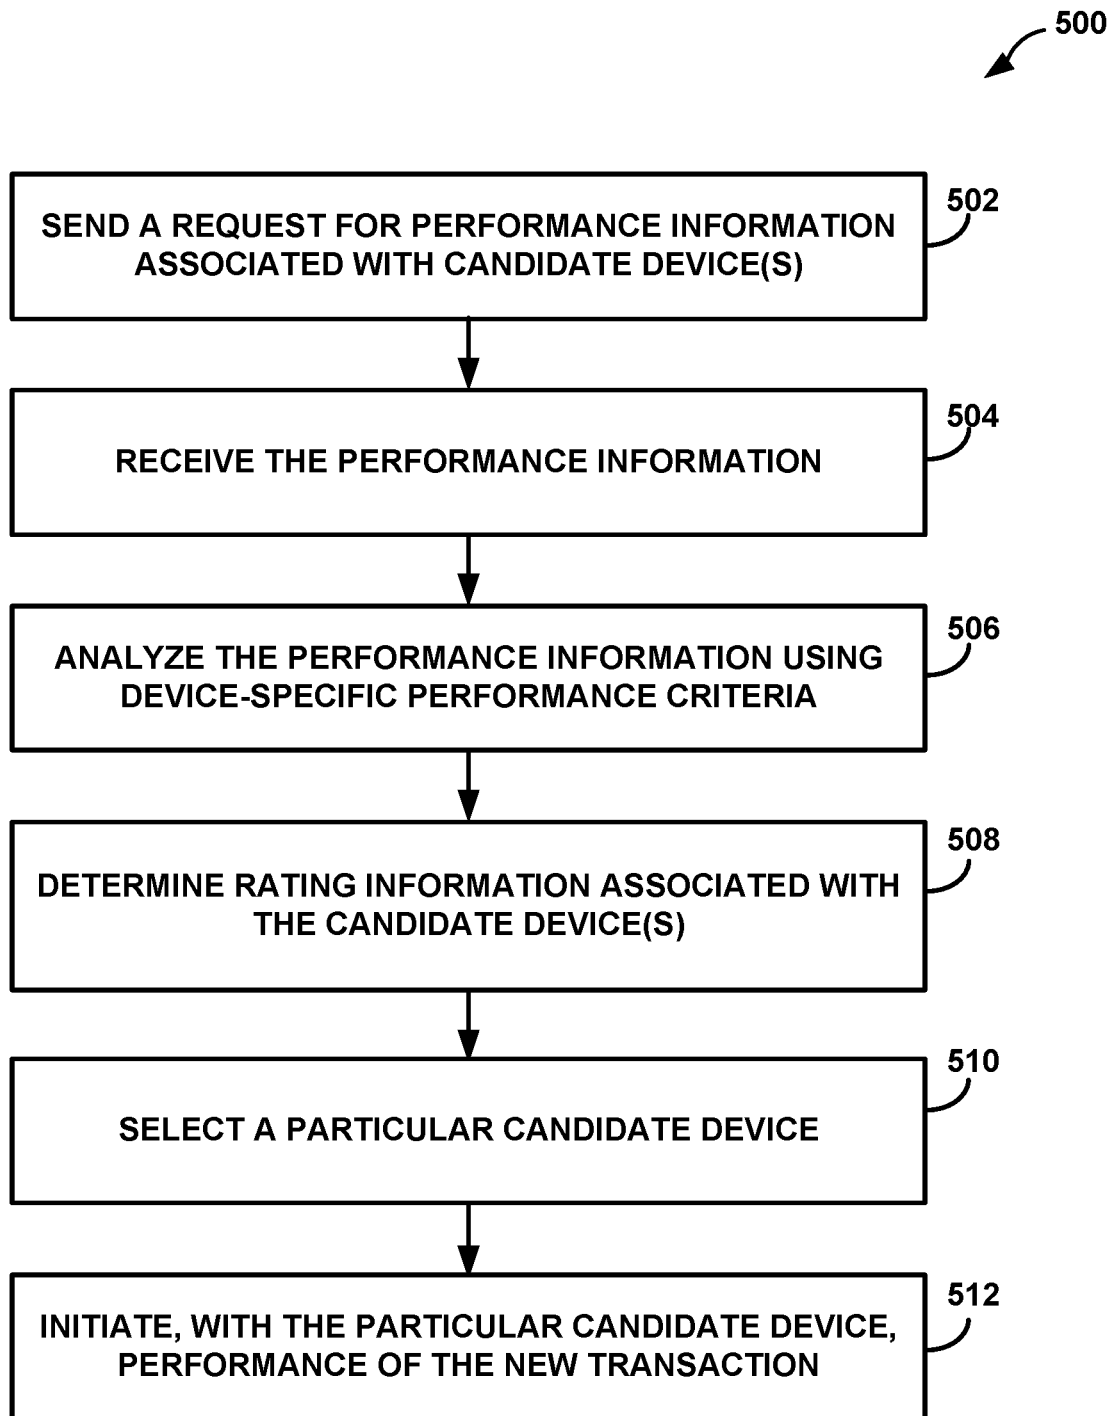 500
SEND A REQUEST FOR PERFORMANCE INFORMATION
ASSOCIATED WITH CANDIDATE DEVICE(S)
502
RECEIVE THE PERFORMANCE INFORMATION
504
ANALYZE THE PERFORMANCE INFORMATION USING
DEVICE-SPECIFIC PERFORMANCE CRITERIA
506
DETERMINE RATING INFORMATION ASSOCIATED WITH
THE CANDIDATE DEVICE(S)
508
SELECT A PARTICULAR CANDIDATE DEVICE
510
INITIATE, WITH THE PARTICULAR CANDIDATE DEVICE,
PERFORMANCE OF THE NEW TRANSACTION
512